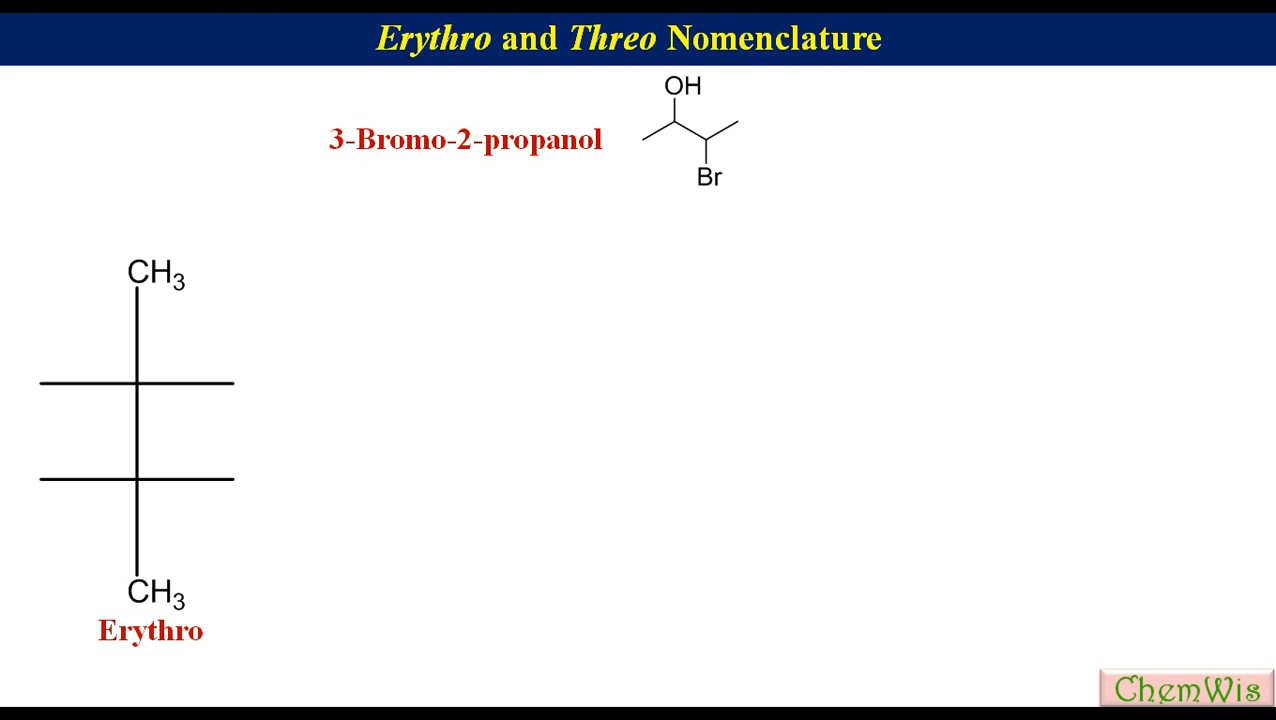 Erythro and Threo Nomenclature
OH
3-Bromo-2-propanol
Br
CH3
CH3
Erythro
ChemWis